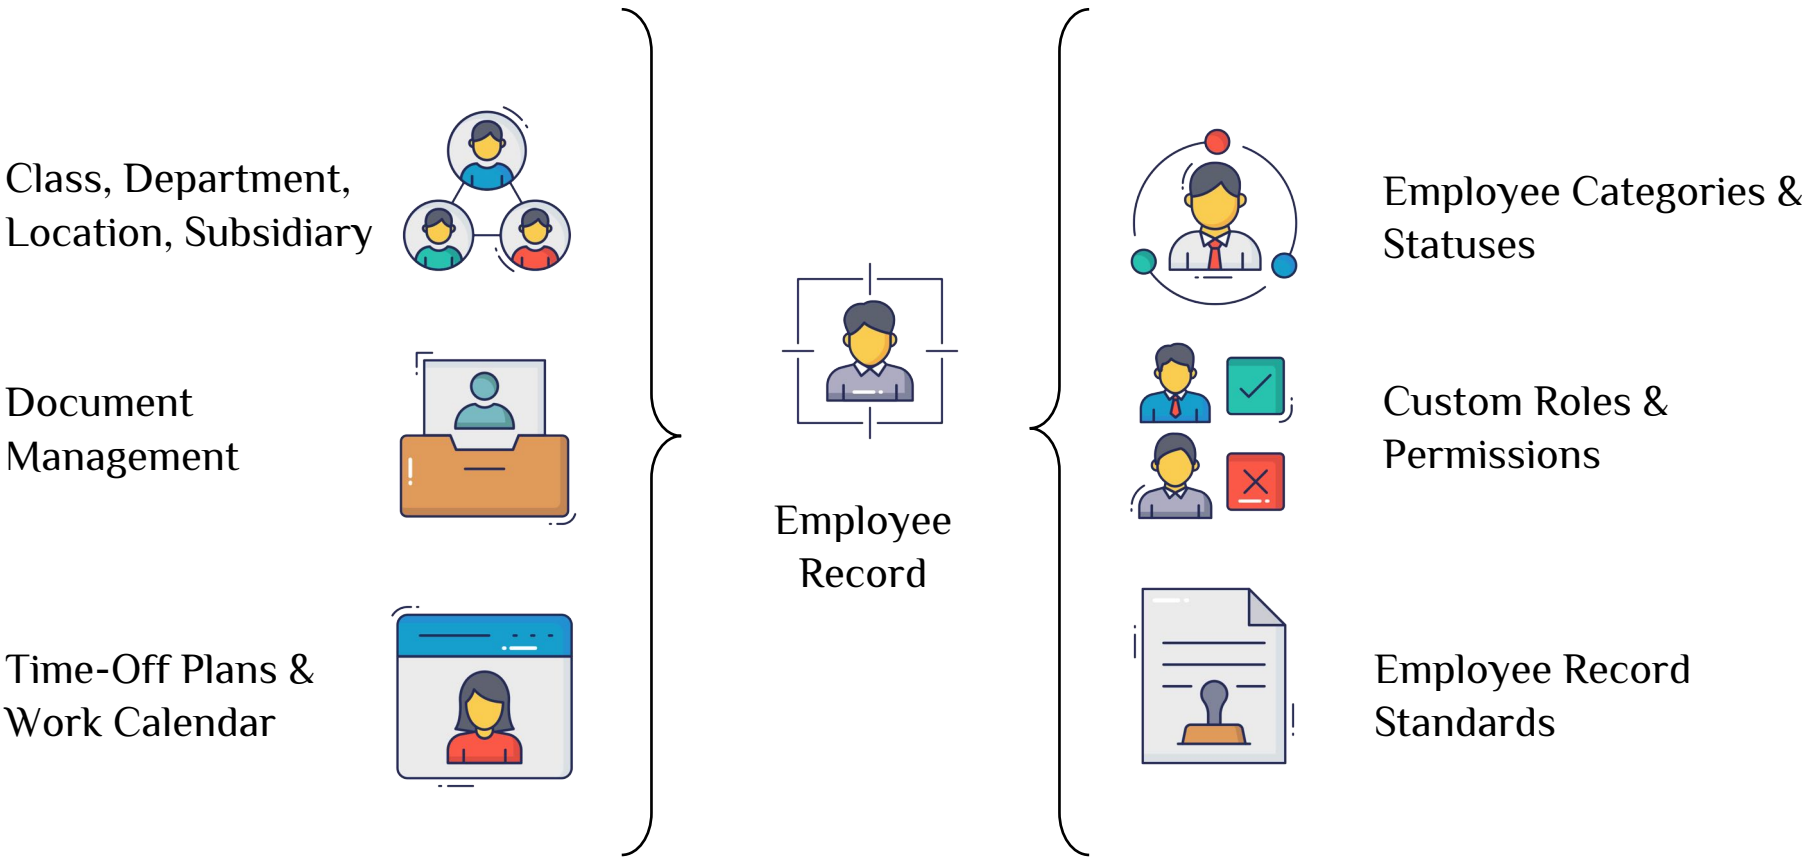 Class, Department,
Location, Subsidiary
Document
Management
Time-Off Plans &
Work Calendar
Employee
Record
Employee Categories &
Statuses
Custom Roles &
Permissions
Employee Record
Standards